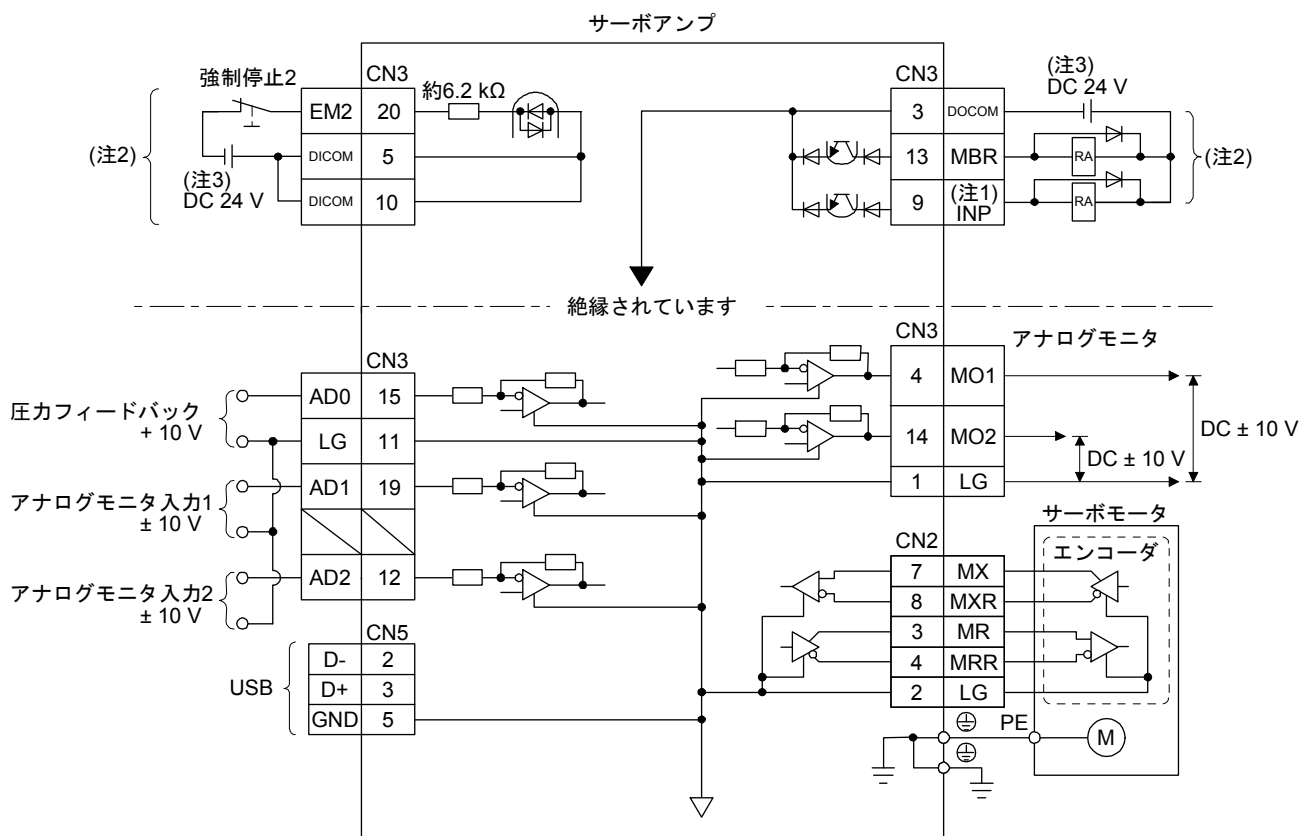 サーボアンプ
強制停止2
CN3
EM2 20 約6.2 kΩ
DICOM 5
DICOM 10
(注2)
(注3)
DC 24 V
CN3
(注3)
DC 24 V
3 DOCOM
13 MBR RA
9 (注1)
INP RA
(注2)
絶縁されています
CN3
圧力フィードバック
+ 10 V
AD0 15
LG 11
アナログモニタ入力1
± 10 V
AD1 19
アナログモニタ入力2
± 10 V
AD2 12
CN5
USB
D- 2
D+ 3
GND 5
CN3
アナログモニタ
4 MO1
14 MO2
1 LG
DC ± 10 V
DC ± 10 V
サーボモータ
エンコーダ
CN2
7 MX
8 MXR
3 MR
4 MRR
2 LG
PE
M